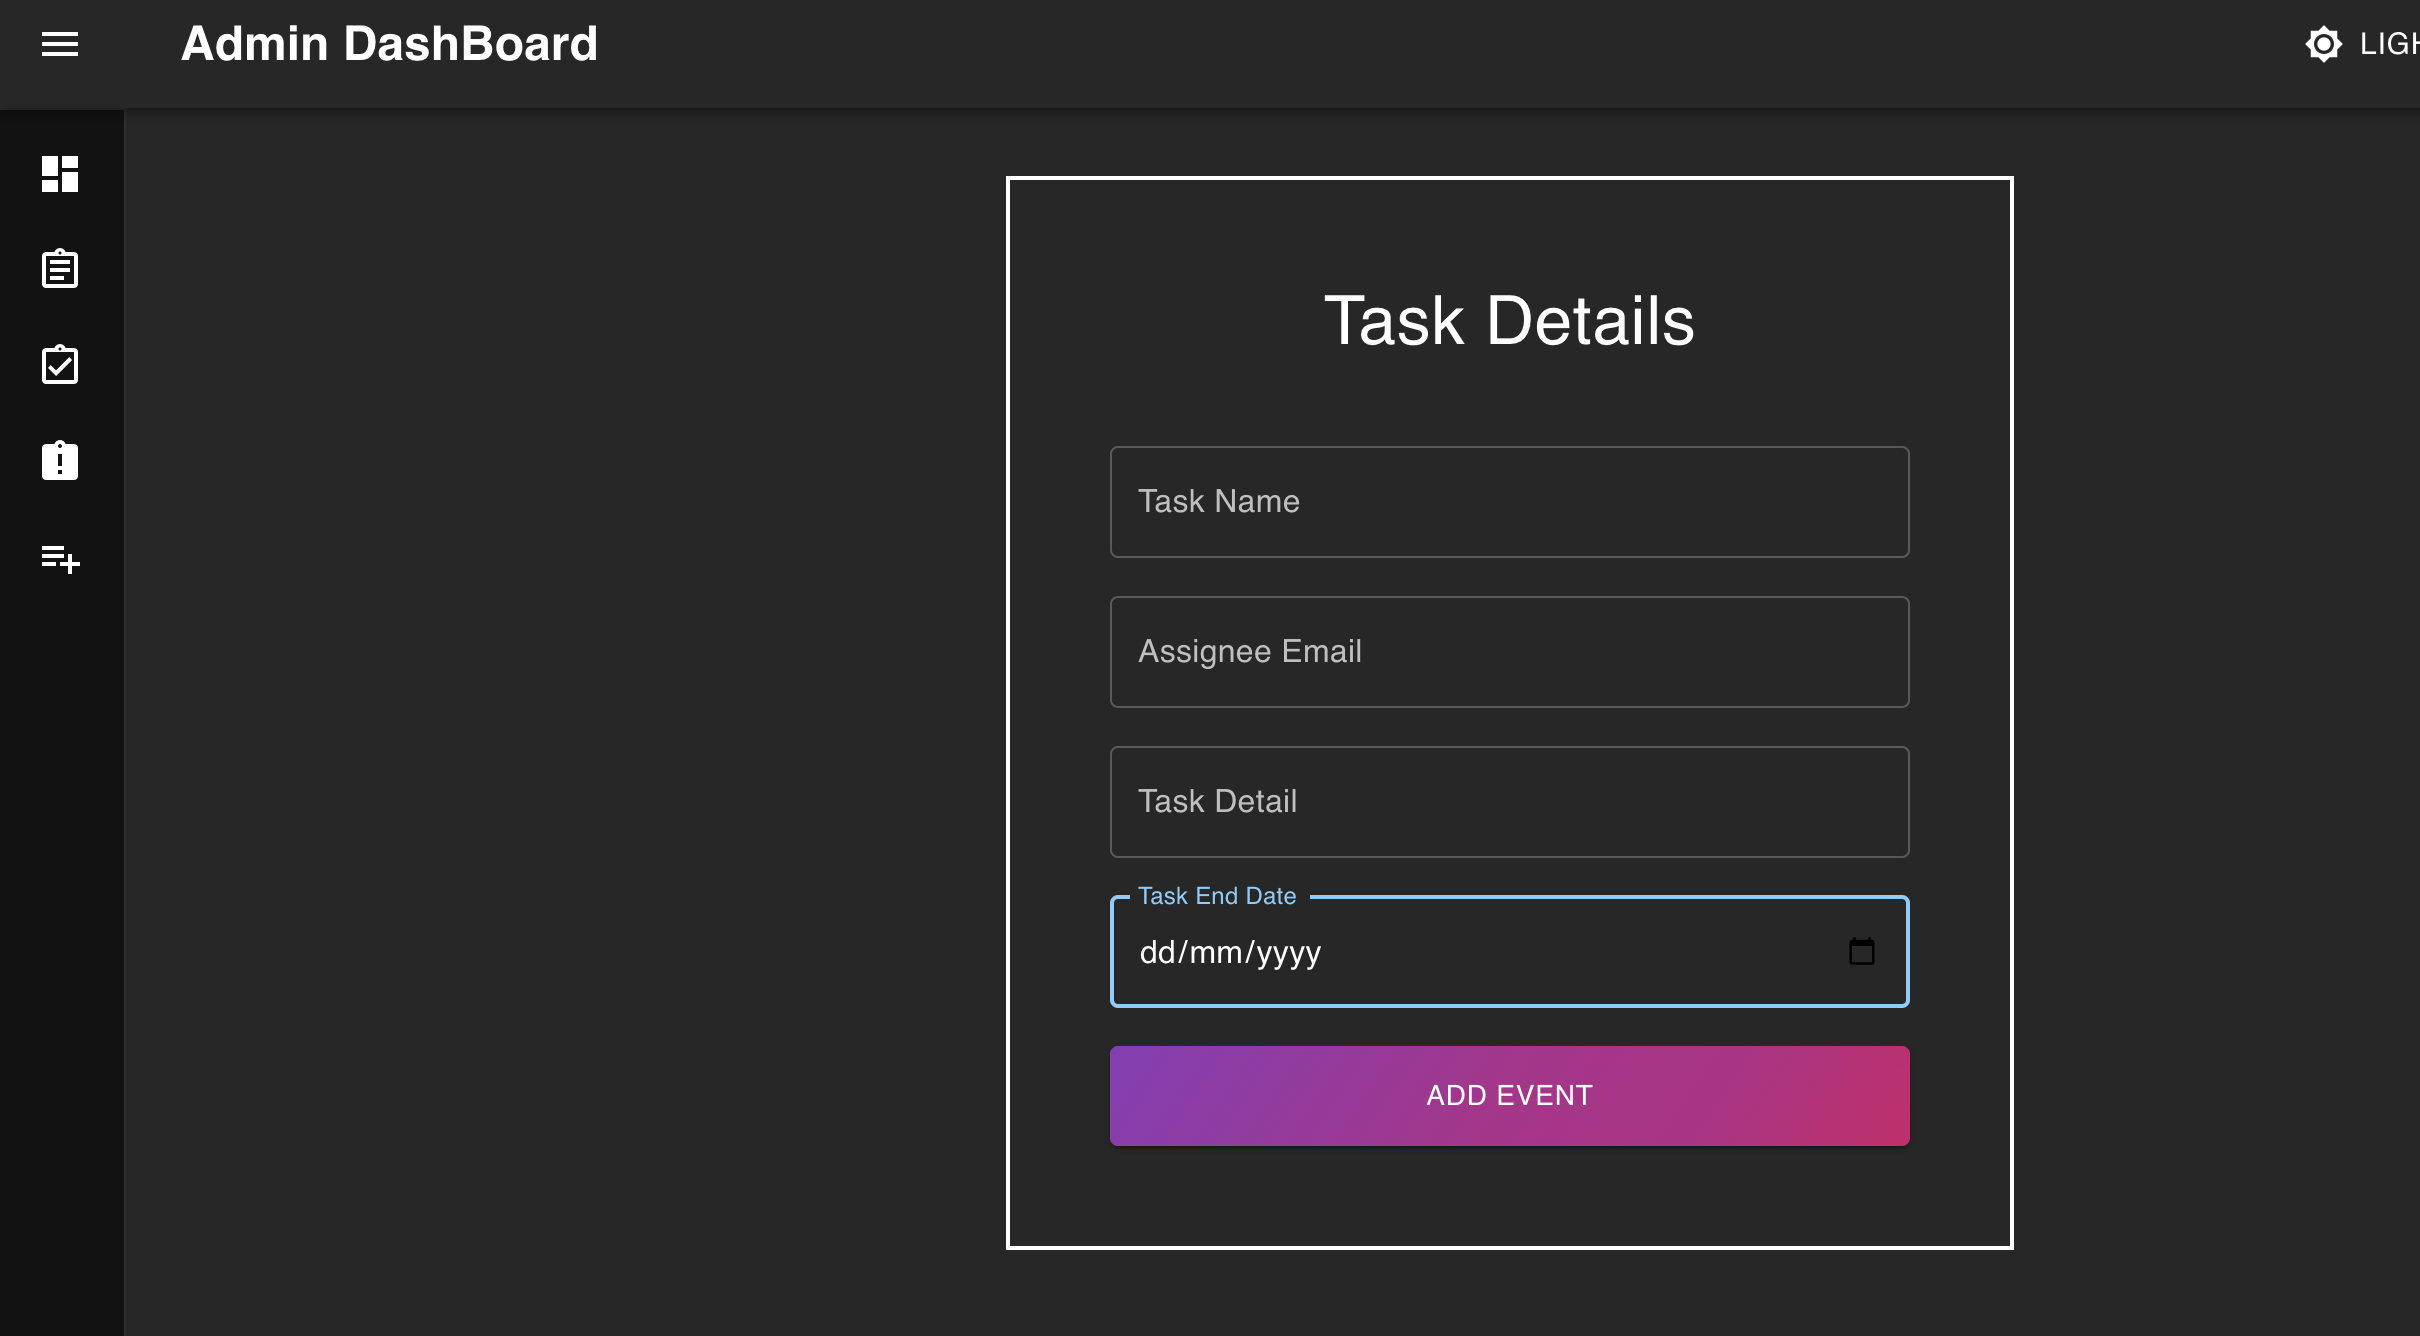 Admin DashBoard
LIGH
Task Details
Task Name
Assignee Email
Task Detail
Task End Date
dd/mm/yyyy
ADD EVENT